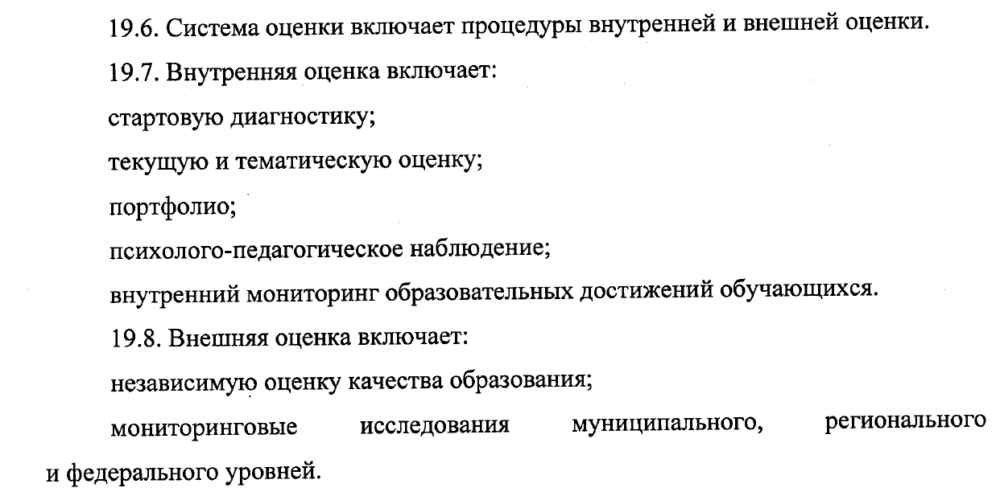 19.6. Система оценки включает процедуры внутренней и внешней оценки.
19.7. Внутренняя оценка включает:
стартовую диагностику;
текущую и тематическую оценку;
портфолио;
психолого-педагогическое наблюдение;
внутренний мониторинг образовательных достижений обучающихся.
19.8. Внешняя оценка включает:
независимую оценку качества образования;
мониторинговые исследования муниципального, регионального
и федерального уровней.